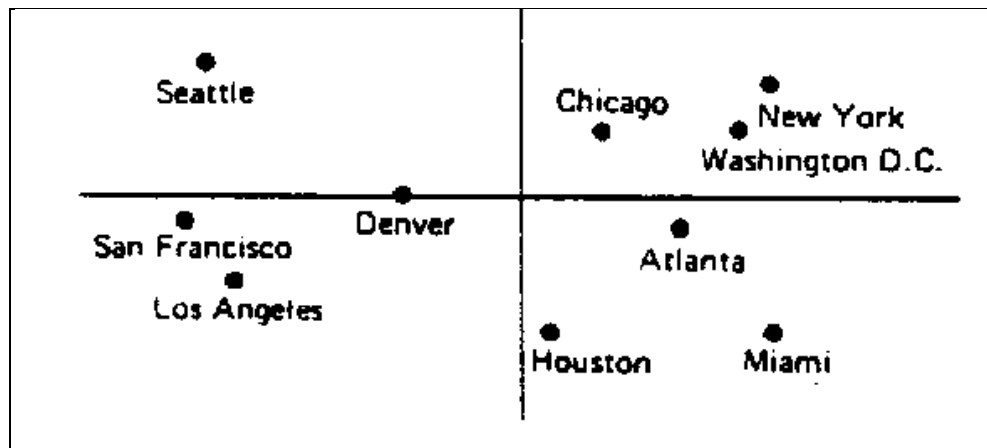 Seattle
Chicago
New York
Washington D.C.
Denver
San Francisco
Atlanta
Los Angeles
Houston
Miami